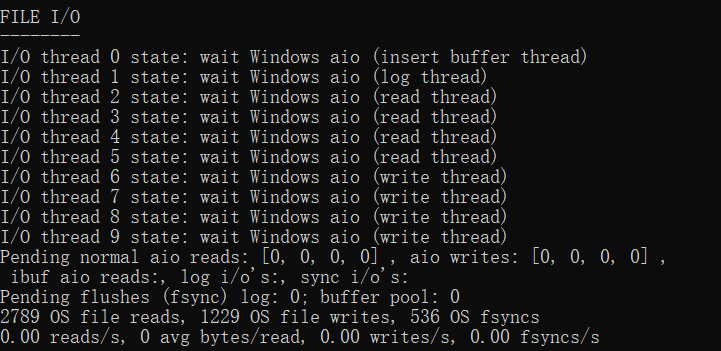 FILE I/O
--------
I/O thread 0 state: wait Windows aio (insert buffer thread)
I/O thread 1 state: wait Windows aio (log thread)
I/O thread 2 state: wait Windows aio (read thread)
I/O thread 3 state: wait Windows aio (read thread)
I/O thread 4 state: wait Windows aio (read thread)
I/O thread 5 state: wait Windows aio (read thread)
I/O thread 6 state: wait Windows aio (write thread)
I/O thread 7 state: wait Windows aio (write thread)
I/O thread 8 state: wait Windows aio (write thread)
I/O thread 9 state: wait Windows aio (write thread)
Pending normal aio reads: [0, 0, 0, 0] , aio writes: [0, 0, 0, 0] ,
 ibuf aio reads:, log i/o's:, sync i/o's:
Pending flushes (fsync) log: 0; buffer pool: 0
2789 OS file reads, 1229 OS file writes, 536 OS fsyncs
0.00 reads/s, 0 avg bytes/read, 0.00 writes/s, 0.00 fsyncs/s